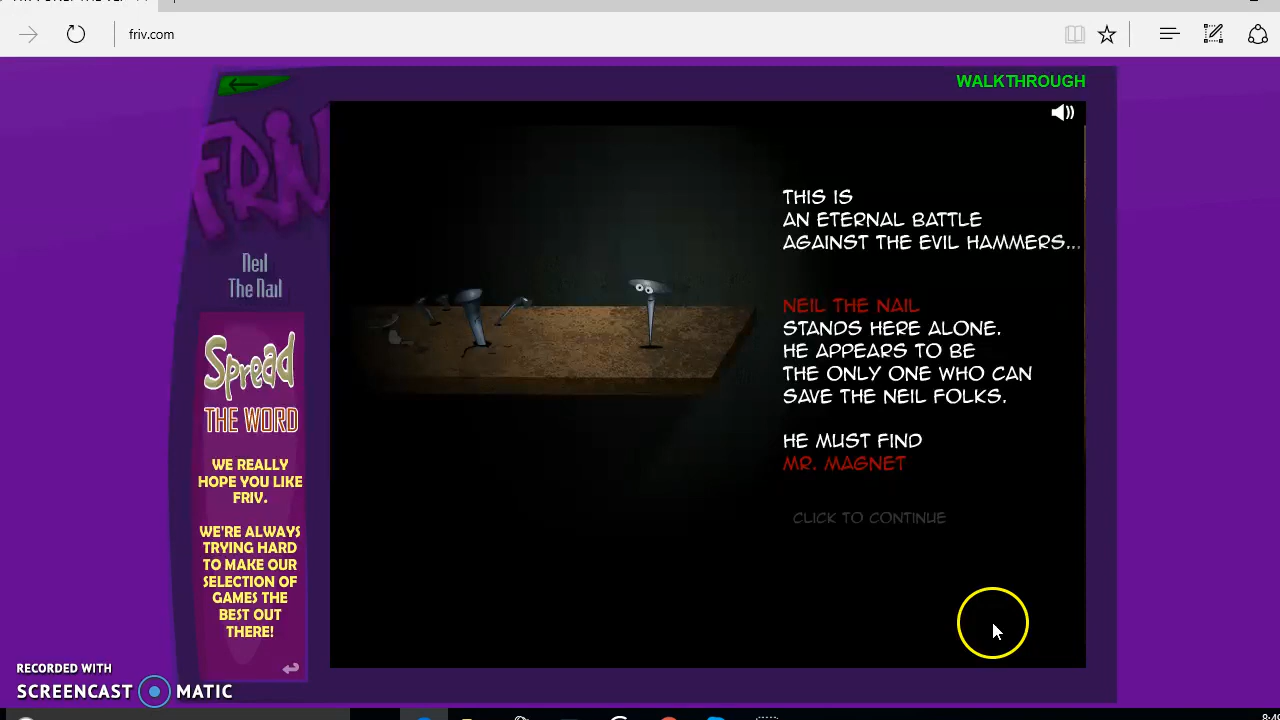 friv.com
WALKTHROUGH
FRIV
Neil
The Nail
Spread
THE WORD
WE REALLY
HOPE YOU LIKE
FRIV.
WE'RE ALWAYS
TRYING HARD
TO MAKE OUR
SELECTION OF
GAMES THE
BEST OUT
THERE!
THIS IS
AN ETERNAL BATTLE
AGAINST THE EVIL HAMMERS...
NEIL THE NAIL
STANDS HERE ALONE.
HE APPEARS TO BE
THE ONLY ONE WHO CAN
SAVE THE NEIL FOLKS.
HE MUST FIND
MR. MAGNET
CLICK TO CONTINUE
RECORDED WITH
SCREENCAST MATIC